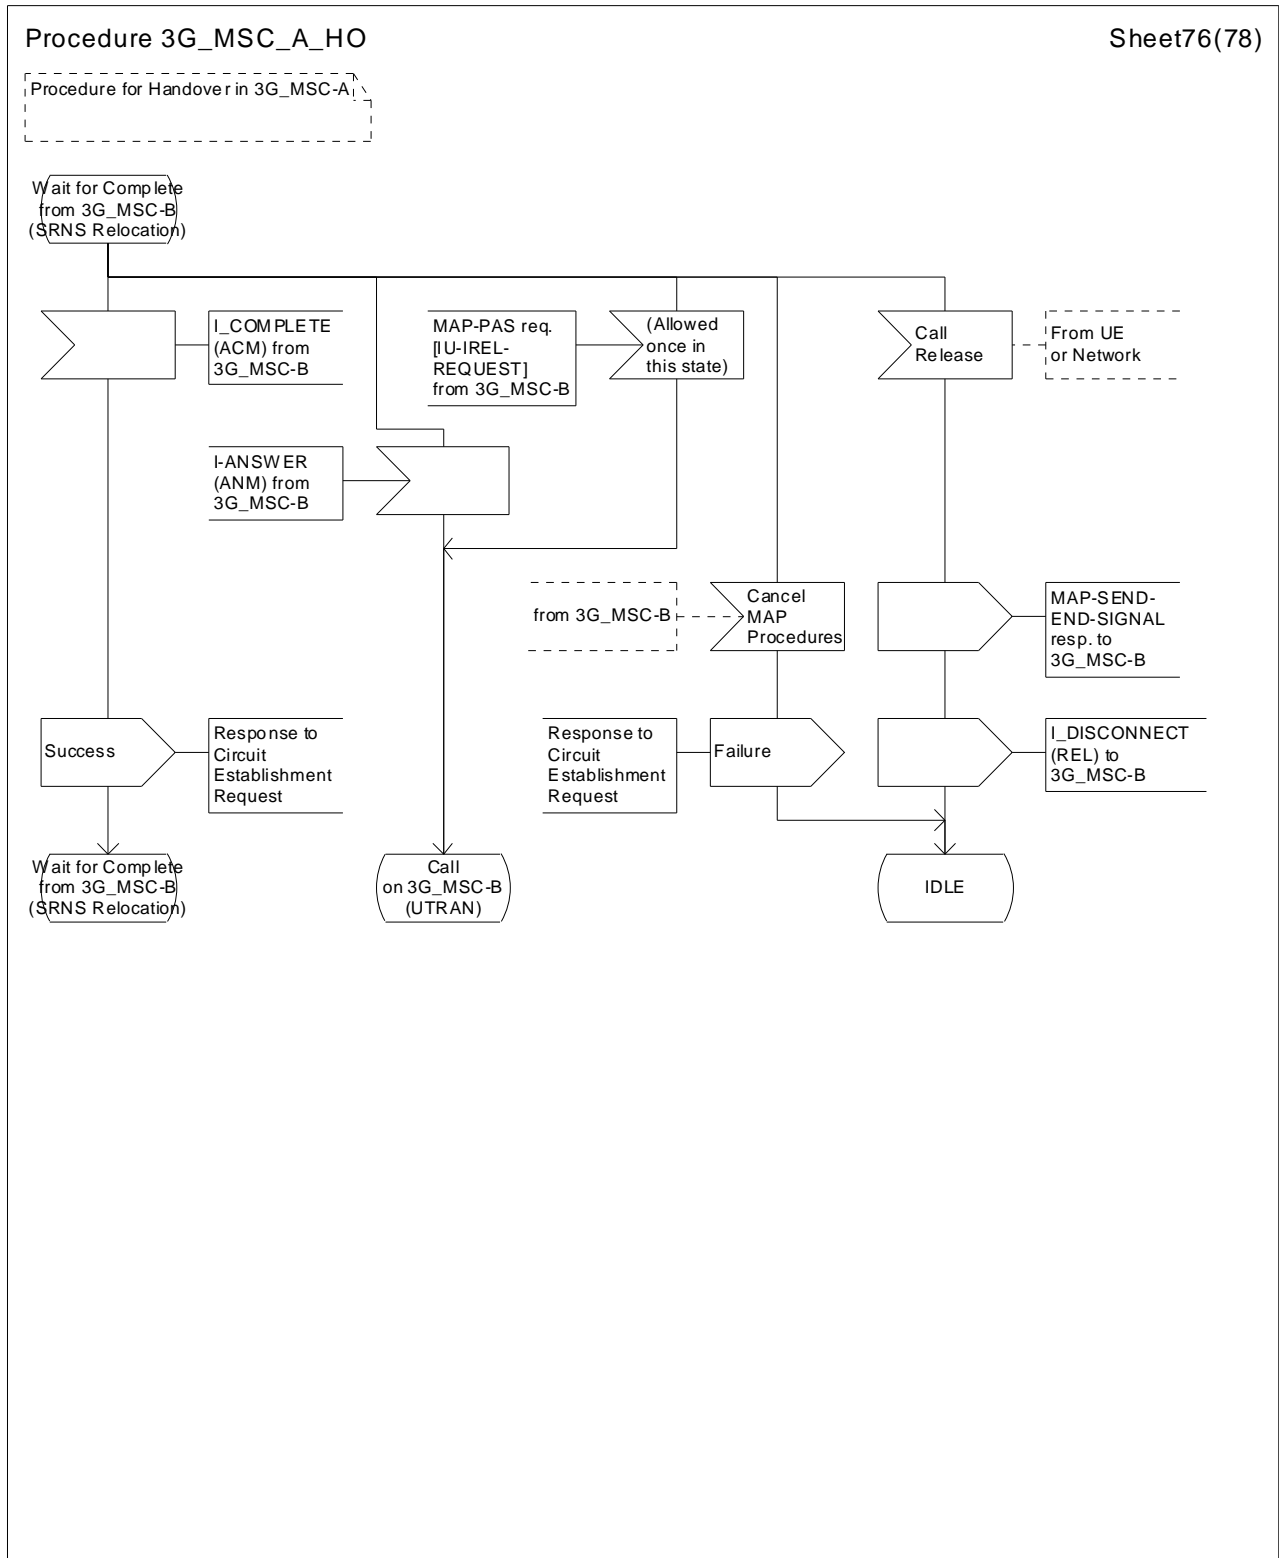 Procedure 3G_MSC_A_HO
Sheet76(78)
Procedure for Handover in 3G_MSC-A
Wait for Complete
from 3G_MSC-B
(SRNS Relocation)
I_COMPLETE
(ACM) from
3G_MSC-B
MAP-PAS req.
[IU-IREL-
REQUEST]
from 3G_MSC-B
(Allowed
once in
this state)
Call
Release
From UE
or Network
I-ANSWER
(ANM) from
3G_MSC-B
from 3G_MSC-B
Cancel
MAP
Procedures
MAP-SEND-
END-SIGNAL
resp. to
3G_MSC-B
Success
Response to
Circuit
Establishment
Request
Response to
Circuit
Establishment
Request
Failure
I_DISCONNECT
(REL) to
3G_MSC-B
Wait for Complete
from 3G_MSC-B
(SRNS Relocation)
Call
on 3G_MSC-B
(UTRAN)
IDLE